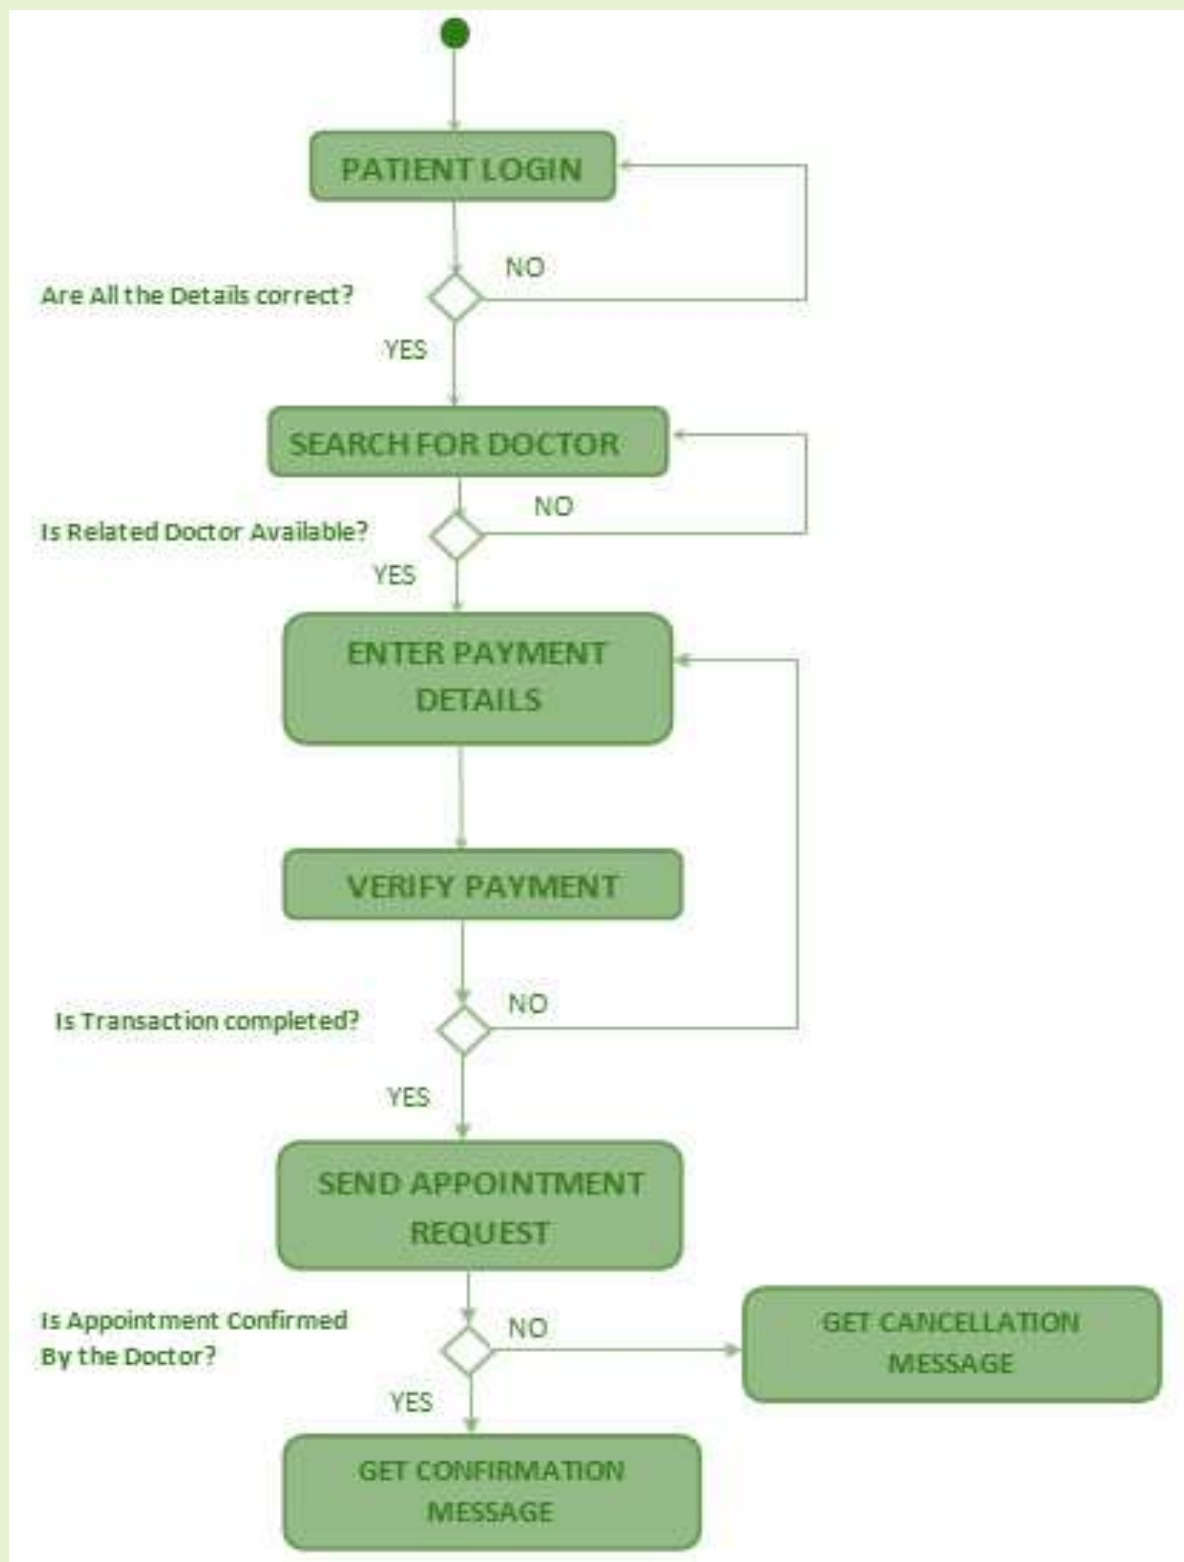 PATIENT LOGIN
NO
Are All the Details correct?
YES
SEARCH FOR DOCTOR
NO
Is Related Doctor Available?
YES
ENTER PAYMENT
DETAILS
VERIFY PAYMENT
NO
Is Transaction completed?
YES
SEND APPOINTMENT
REQUEST
Is Appointment Confirmed
By the Doctor?
NO
GET CANCELLATION
MESSAGE
YES
GET CONFIRMATION
MESSAGE